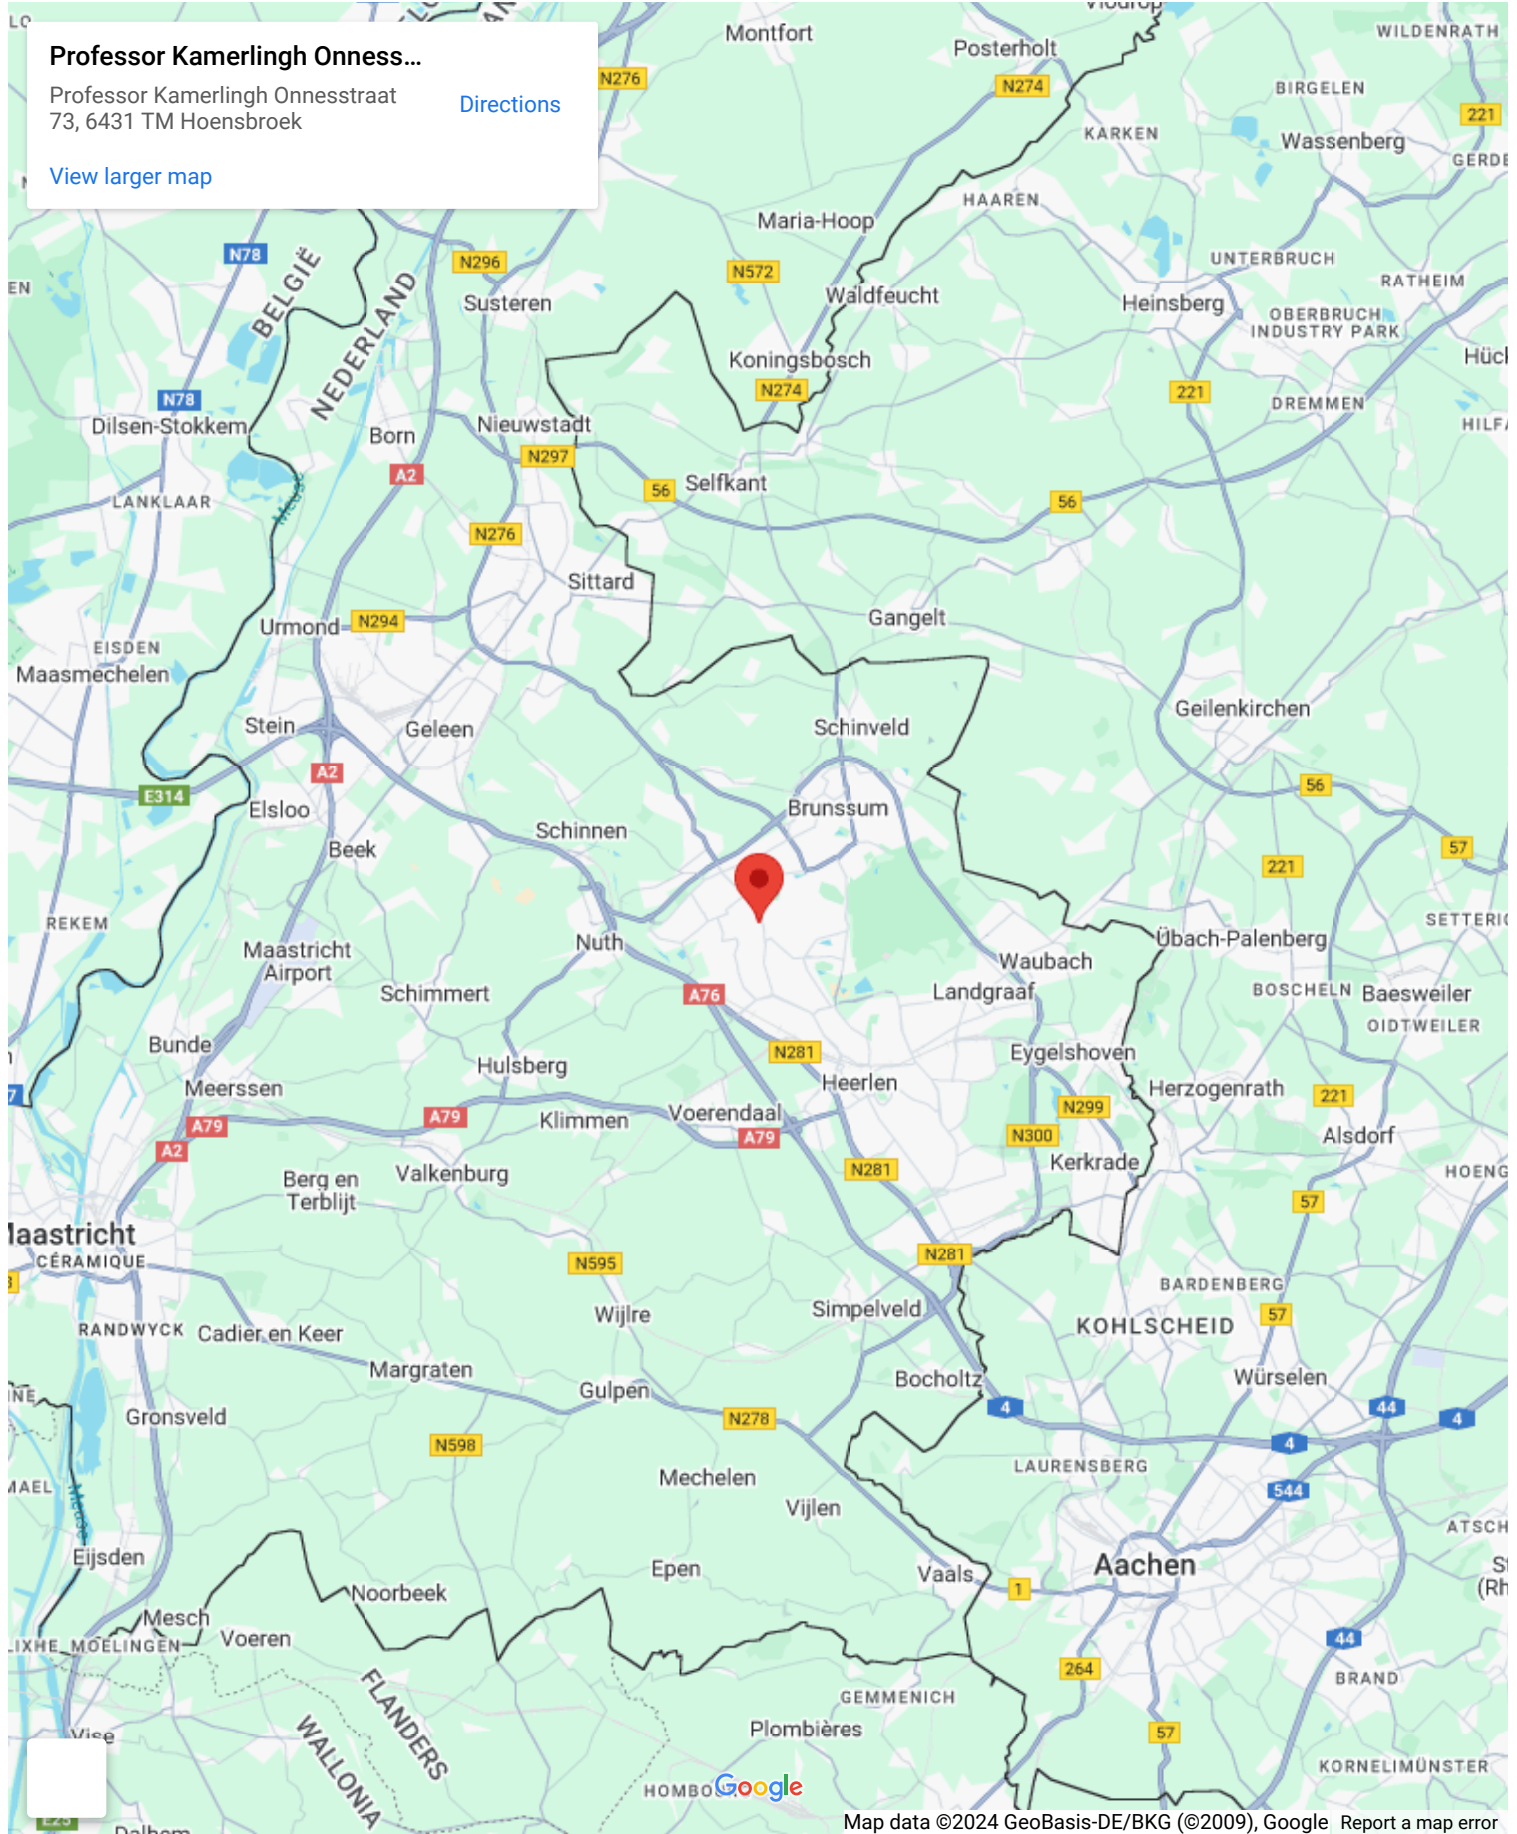 Professor Kamerlingh Onness...
Professor Kamerlingh Onnesstraat
73, 6431 TM Hoensbroek
Directions
View larger map
Montfort
Posterholt
WILDENRATH
N276
N274
BIRGELEN
221
KARKEN
Wassenberg
HAAREN
Maria-Hoop
N78
BELGIË
NEDERLAND
N296
N572
UNTERBRUCH
RATHEIM
Susteren
Waldfeucht
Heinsberg
OBERBRUCH
INDUSTRY PARK
Koningsbosch
N274
221
N78
DREMMEN
Dilsen-Stokkem
Born
Nieuwstadt
N297
A2
Selfkant
56
56
LANKLAAR
Meuse
N276
Sittard
Gangelt
Urmond
N294
EISDEN
Maasmechelen
Geilenkirchen
Stein
Geleen
Schinveld
A2
E314
56
Elsloo
Brunssum
Schinnen
Beek
57
221
REKEM
Maastricht
Airport
Nuth
Übach-Palenberg
Waubach
Schimmert
A76
Landgraaf
BOSCHELN
Baesweiler
OIDTWEILER
Bunde
N281
Eygelshoven
Hulsberg
Meerssen
Heerlen
Herzogenrath
221
A79
A79
Klimmen
Voerendaal
N299
A2
A79
N300
Alsdorf
Berg en
Terblijt
Valkenburg
N281
Kerkrade
57
CÉRAMIQUE
N595
N281
BARDENBERG
Wijlre
Simpelveld
57
RANDWYCK
Cadier en Keer
KOHLSCHEID
Margraten
Gulpen
Bocholtz
Würselen
Gronsveld
N278
4
44
4
N598
4
Mechelen
LAURENSBERG
544
Meuse
Vijlen
Eijsden
Epen
Vaals
Aachen
1
Noorbeek
Mesch
MOELINGEN
Voeren
44
264
BRAND
FLANDERS
WALLONIA
GEMMENICH
Plombières
57
KORNELIMÜNSTER
Google
Map data ©2024 GeoBasis-DE/BKG (©2009), Google
Report a map error